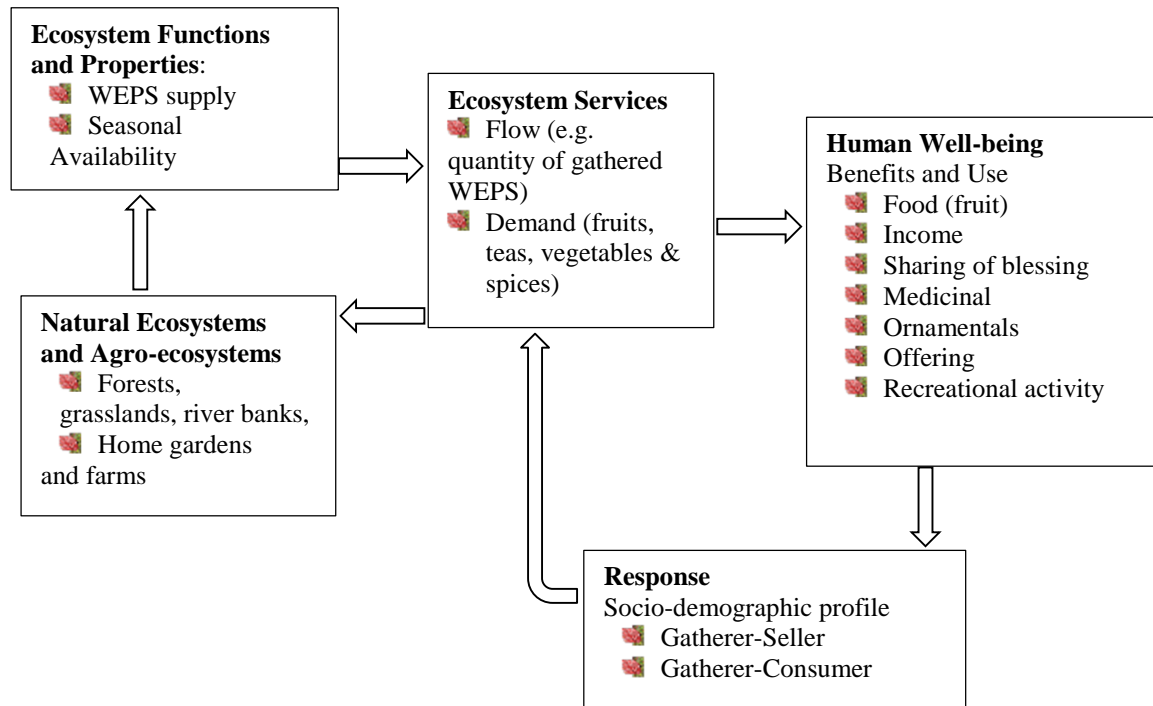 Ecosystem Functions
and Properties:
WEPS supply
Seasonal
Availability
Ecosystem Services
Flow (e.g.
quantity of gathered
WEPS)
Demand (fruits,
teas, vegetables &
spices)
Human Well-being
Benefits and Use
Food (fruit)
Income
Sharing of blessing
Medicinal
Ornamentals
Offering
Recreational activity
Natural Ecosystems
and Agro-ecosystems
Forests,
grasslands, river banks,
Home gardens
and farms
Response
Socio-demographic profile
Gatherer-Seller
Gatherer-Consumer